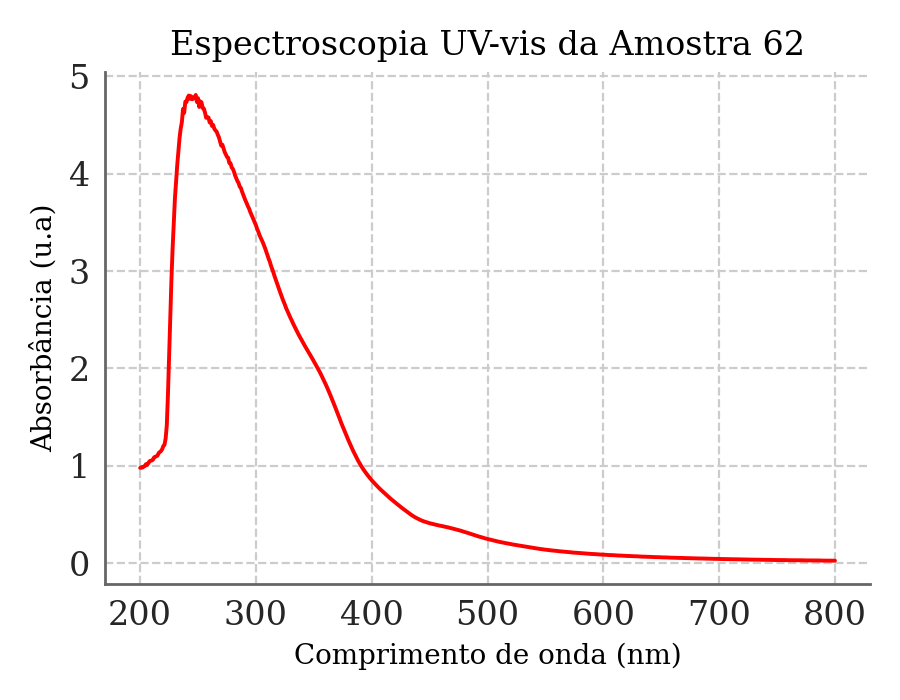 Espectroscopia UV-vis da Amostra 62
5
4
3
2
1
0
Absorbância (u.a)
200 300 400 500 600 700 800
Comprimento de onda (nm)